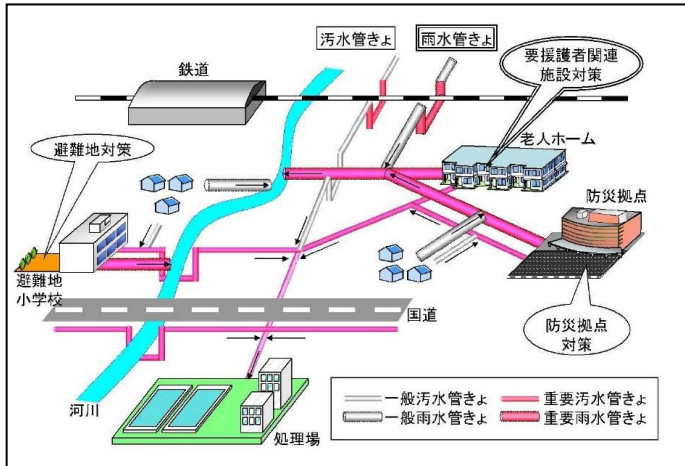 汚水管きょ
雨水管きょ
鉄道
要援護者関連
施設対策
避難地対策
老人ホーム
防災拠点
避難地
小学校
国道
防災拠点
対策
河川
処理場
一般汚水管きょ
重要汚水管きょ
一般雨水管きょ
重要雨水管きょ